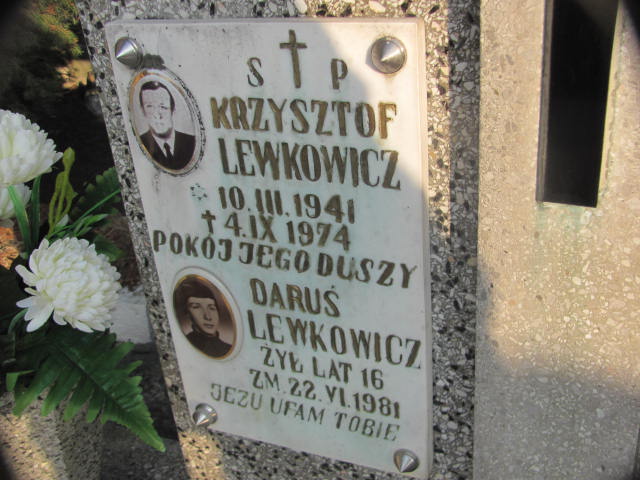 S P
KRZYSZTOF
LEWKOWICZ
10.III.1941
4.IX 1974
POKÓJ JEGO DUSZY
DARUŚ
LEWKOWICZ
ŻYŁ LAT 16
ZM. 22.VI.1981
JEZU UFAM TOBIE